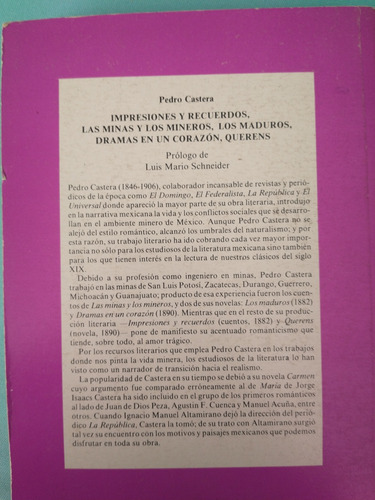 Pedro Castera
IMPRESIONES Y RECUERDOS,
LAS MINAS Y LOS MINEROS, LOS MADUROS,
DRAMAS EN UN CORAZÓN, QUERENS
Prólogo de
Luis Mario Schneider
Pedro Castera (1846-1906), colaborador incansable de revistas y perió-
dicos de la época como El Domingo, El Federalista, La República y El
Universal donde apareció la mayor parte de su obra literaria, introdujo
en la narrativa mexicana la vida y los conflictos sociales que se desarro-
llan en el ambiente minero de México. Aunque Pedro Castera no se
alejó del estilo romántico, alcanzó los umbrales del naturalismo; y por
esta razón, su trabajo literario ha ido cobrando cada vez mayor impor-
tancia no sólo para los estudiosos de la literatura mexicana sino también
para los que tienen interés en la lectura de nuestros clásicos del siglo
XIX.
Debido a su profesión como ingeniero en minas, Pedro Castera
trabajó en las minas de San Luis Potosí, Zacatecas, Durango, Guerrero,
Michoacán y Guanajuato; producto de esa experiencia fueron los cuen-
tos de Las minas y los mineros, y dos de sus novelas: Los maduros (1882)
y Dramas en un corazón (1890). Mientras que en el resto de su produc-
ción literaria —Impresiones y recuerdos (cuentos, 1882) y Querens
(novela, 1890)— pone de manifiesto su acentuado romanticismo que
tiende, sobre todo, al amor trágico.
Por los recursos literarios que emplea Pedro Castera en los trabajos
donde nos pinta la vida minera, los estudiosos de la literatura lo han
visto como un narrador de transición hacia el realismo.
La popularidad de Castera en su tiempo se debió a su novela Carmen
cuyo argumento fue comparado erróneamente al de María de Jorge
Isaacs Castera ha sido incluido en el grupo de los primeros románticos
al lado de Juan de Dios Peza, Agustín F. Cuenca y Manuel Acuña, entre
otros. Cuando Ignacio Manuel Altamirano dejó la dirección del perió-
dico La República, Castera la tomó; de su trato con Altamirano surgió
tal vez su encuentro con los motivos y paisajes mexicanos que podemos
disfrutar en toda su obra.